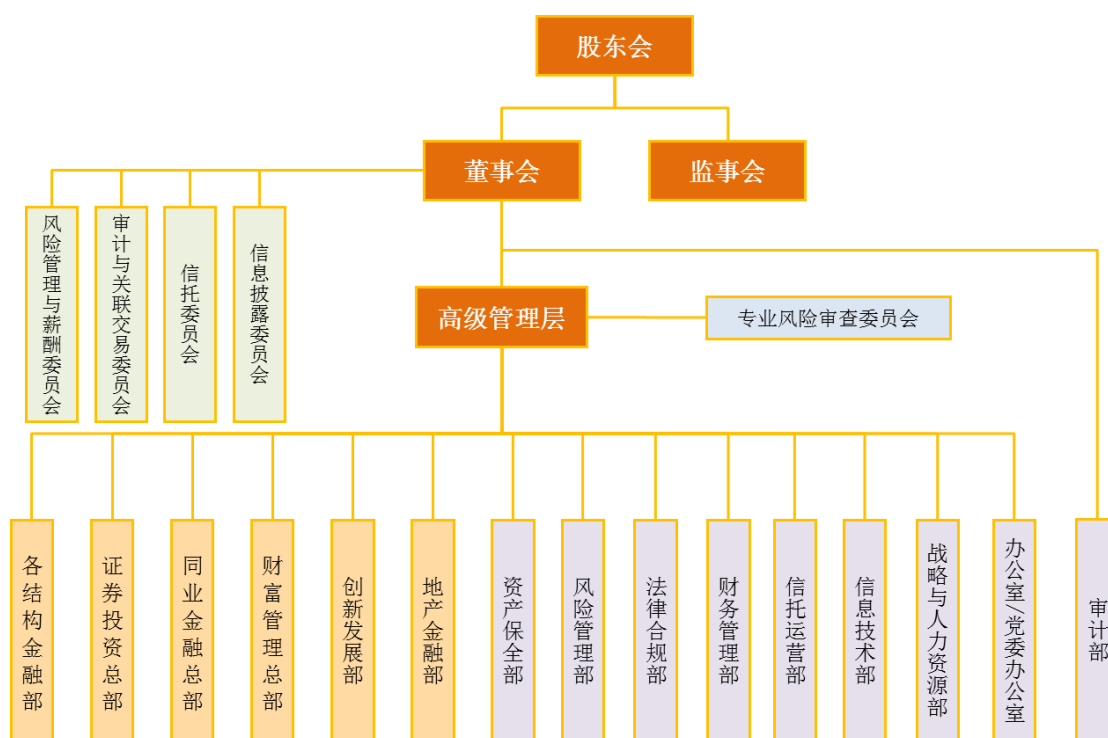 股东会
董事会
监事会
风险管理与薪酬委员会
审计与关联交易委员会
信托委员会
信息披露委员会
高级管理层
专业风险审查委员会
各结构金融部
证券投资总部
同业金融总部
财富管理总部
创新发展部
地产金融部
资产保全部
风险管理部
法律合规部
财务管理部
信托运营部
信息技术部
战略与人力资源部
办公室/党委办公室
审计部